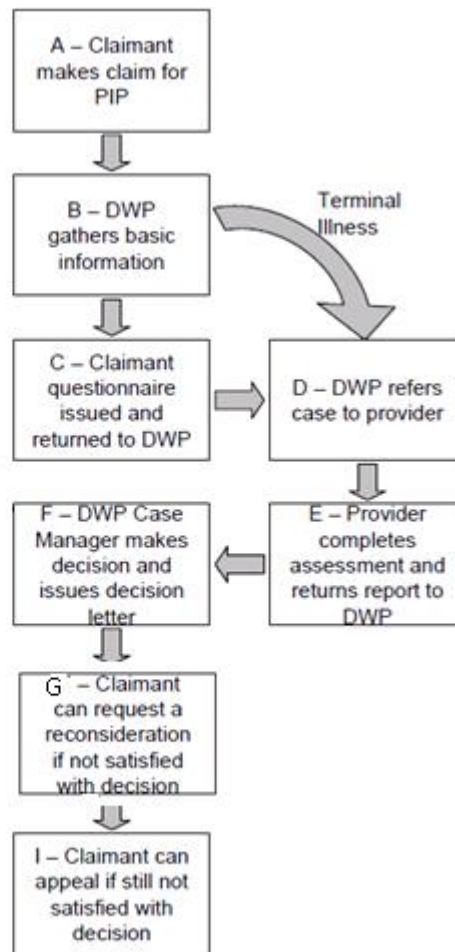 A – Claimant
makes claim for
PIP
B – DWP
gathers basic
information
Terminal
Illness
C – Claimant
questionnaire
issued and
returned to DWP
D – DWP refers
case to provider
E – Provider
completes
assessment and
returns report to
DWP
F – DWP Case
Manager makes
decision and
issues decision
letter
G – Claimant
can request a
reconsideration
if not satisfied
with decision
I – Claimant can
appeal if still not
satisfied with
decision